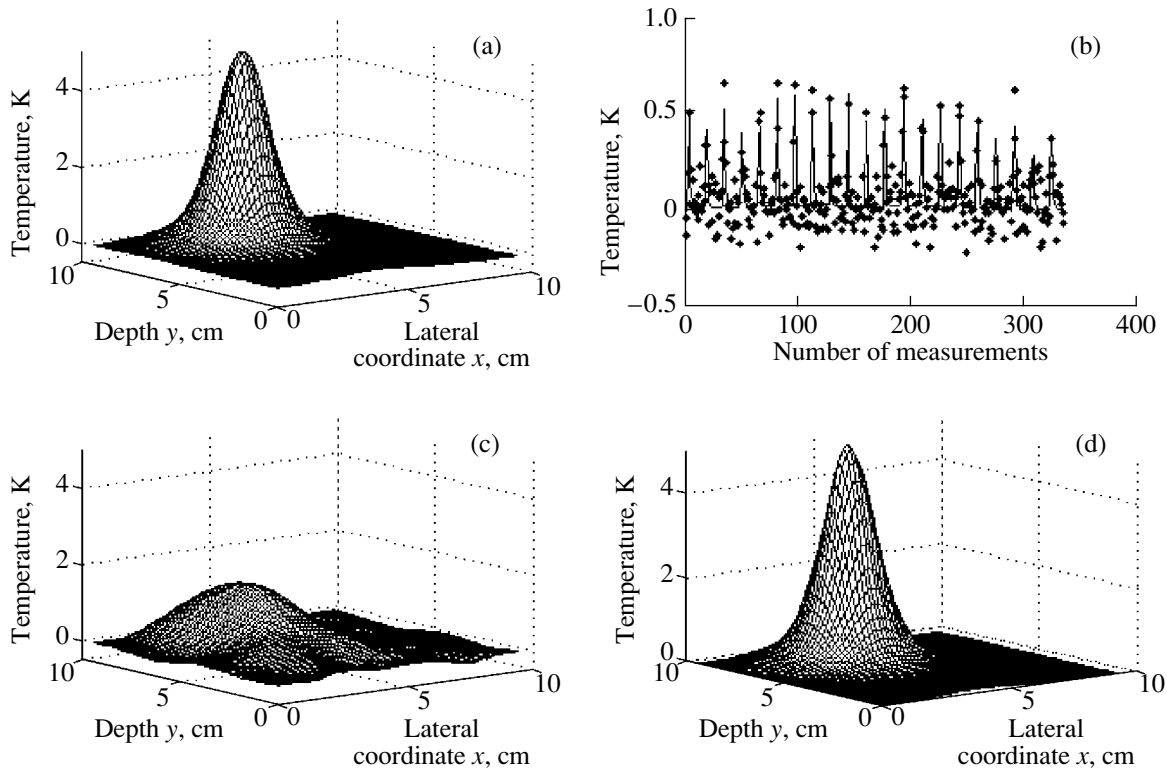 (a)
Temperature, K
4
2
0
10
5
0
0
5
10
Depth y, cm
Lateral
coordinate x, cm
(b)
Temperature, K
1.0
0.5
0
−0.5
0
100
200
300
400
Number of measurements
(c)
Temperature, K
4
2
0
10
5
0
0
5
10
Depth y, cm
Lateral
coordinate x, cm
(d)
Temperature, K
4
2
0
10
5
0
0
5
10
Depth y, cm
Lateral
coordinate x, cm